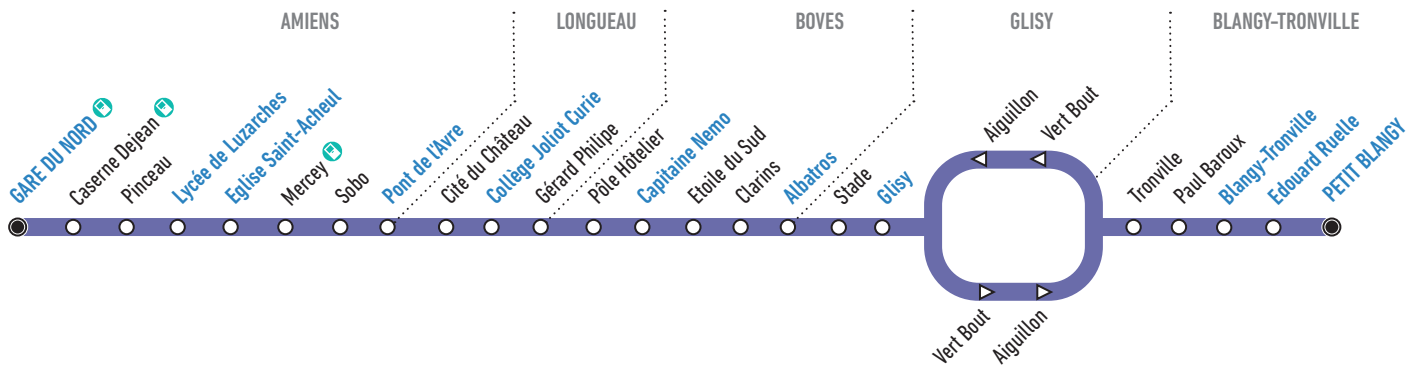 AMIENS
LONGUEAU
BOVES
GLISY
BLANGY-TRONVILLE
GARE DU NORD
Caserne Dejean
Pinceau
Lycée de Luzarches
Eglise Saint-Acheul
Mercey
Sobo
Pont de l'Avre
Cité du Château
Collège Joliot Curie
Gérard Philipe
Pôle Hôtelier
Capitaine Nemo
Etoile du Sud
Clarins
Albatros
Stade
Glisy
Aiguillon
Vert Bout
Vert Bout
Aiguillon
Tronville
Paul Baroux
Blangy-Tronville
Edouard Ruelle
PETIT BLANGY